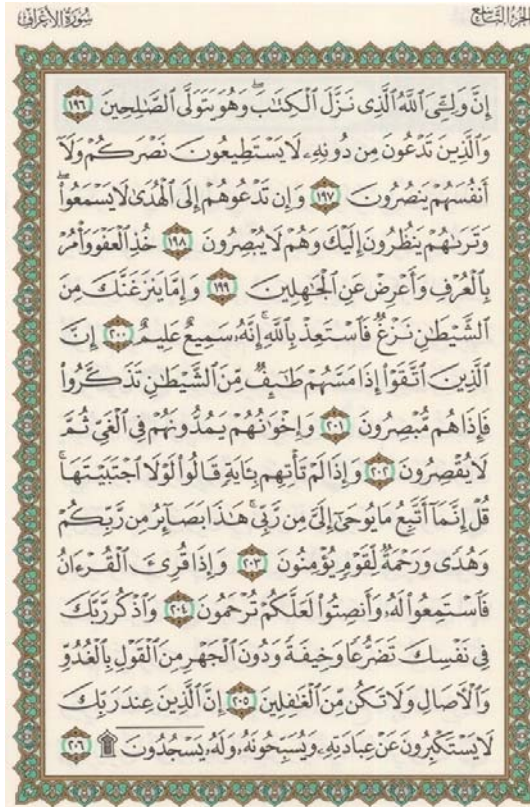 الجزء التاسع سورة الأعراف
إِنَّ وَلِـِّۧيَ ٱللَّهُ ٱلَّذِي نَزَّلَ ٱلۡكِتَٰبَۖ وَهُوَ يَتَوَلَّى ٱلصَّٰلِحِينَ ١٩٦
وَٱلَّذِينَ تَدۡعُونَ مِن دُونِهِۦ لَا يَسۡتَطِيعُونَ نَصۡرَكُمۡ وَلَآ
أَنفُسَهُمۡ يَنصُرُونَ ١٩٧ وَإِن تَدۡعُوهُمۡ إِلَى ٱلۡهُدَىٰ لَا يَسۡمَعُواْۖ
وَتَرَىٰهُمۡ يَنظُرُونَ إِلَيۡكَ وَهُمۡ لَا يُبۡصِرُونَ ١٩٨ خُذِ ٱلۡعَفۡوَ وَأۡمُرۡ
بِٱلۡعُرۡفِ وَأَعۡرِضۡ عَنِ ٱلۡجَٰهِلِينَ ١٩٩ وَإِمَّا يَنزَغَنَّكَ مِنَ
ٱلشَّيۡطَٰنِ نَزۡغٞ فَٱسۡتَعِذۡ بِٱللَّهِۚ إِنَّهُۥ سَمِيعٌ عَلِيمٌ ٢٠٠ إِنَّ
ٱلَّذِينَ ٱتَّقَوۡاْ إِذَا مَسَّهُمۡ طَٰٓئِفٞ مِّنَ ٱلشَّيۡطَٰنِ تَذَكَّرُواْ
فَإِذَا هُم مُّبۡصِرُونَ ٢٠١ وَإِخۡوَٰنُهُمۡ يَمُدُّونَهُمۡ فِي ٱلۡغَيِّ ثُمَّ
لَا يُقۡصِرُونَ ٢٠٢ وَإِذَا لَمۡ تَأۡتِهِم بِـَٔايَةٖ قَالُواْ لَوۡلَا ٱجۡتَبَيۡتَهَاۚ
قُلۡ إِنَّمَآ أَتَّبِعُ مَا يُوحَىٰٓ إِلَيَّ مِن رَّبِّيۚ هَٰذَا بَصَآئِرُ مِن رَّبِّكُمۡ
وَهُدٗى وَرَحۡمَةٞ لِّقَوۡمٖ يُؤۡمِنُونَ ٢٠٣ وَإِذَا قُرِئَ ٱلۡقُرۡءَانُ
فَٱسۡتَمِعُواْ لَهُۥ وَأَنصِتُواْ لَعَلَّكُمۡ تُرۡحَمُونَ ٢٠٤ وَٱذۡكُر رَّبَّكَ
فِي نَفۡسِكَ تَضَرُّعٗا وَخِيفَةٗ وَدُونَ ٱلۡجَهۡرِ مِنَ ٱلۡقَوۡلِ بِٱلۡغُدُوِّ
وَٱلۡأٓصَالِ وَلَا تَكُن مِّنَ ٱلۡغَٰفِلِينَ ٢٠٥ إِنَّ ٱلَّذِينَ عِندَ رَبِّكَ
لَا يَسۡتَكۡبِرُونَ عَنۡ عِبَادَتِهِۦ وَيُسَبِّحُونَهُۥ وَلَهُۥ يَسۡجُدُونَۤ ۩ ٢٠٦